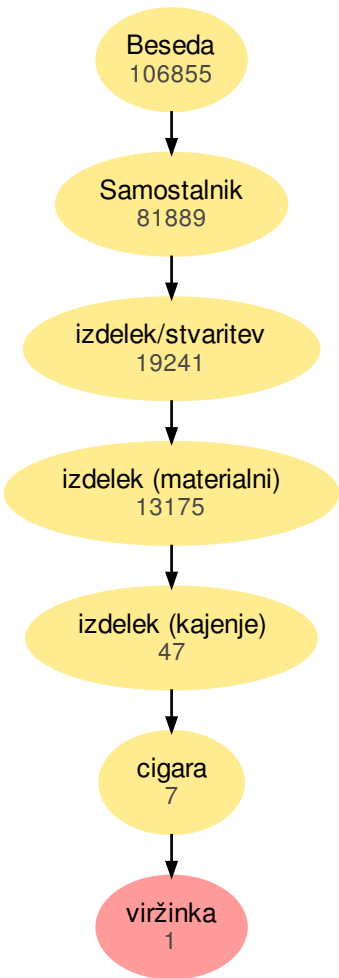 Beseda
106855
Samostalnik
81889
izdelek/stvaritev
19241
izdelek (materialni)
13175
izdelek (kajenje)
47
cigara
7
viržinka
1